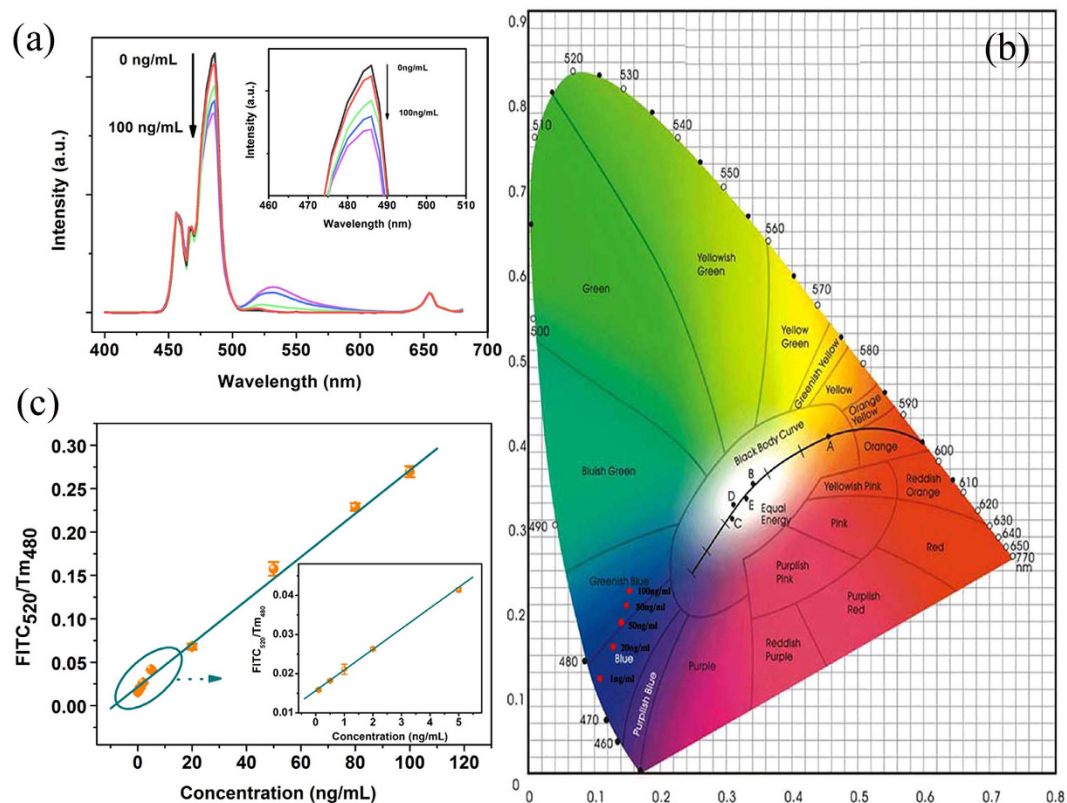 (a)
0 ng/mL
100 ng/mL
Intensity (a.u.)
400 450 500 550 600 650 700
Wavelength (nm)
Intensity (a.u.)
0ng/mL
100ng/mL
460 470 480 490 500 510
Wavelength (nm)
(c)
FITC520/Tm480
0.30
0.25
0.20
0.15
0.10
0.05
0.00
0 20 40 60 80 100 120
Concentration (ng/mL)
FITC520/Tm480
0.04
0.03
0.02
0.01
0 1 2 3 4 5
Concentration (ng/mL)
(b)
0.9
0.8
0.7
0.6
0.5
0.4
0.3
0.2
0.1
0
0 0.1 0.2 0.3 0.4 0.5 0.6 0.7 0.8
520
530
510
540
550
560
570
500
580
590
600
610
620
630
640
650
770
nm
490
480
470
460
Green
Yellowish
Green
Yellow
Green
Greenish Yellow
Yellow
Orange
Yellow
Orange
Black Body Curve
A
B
D
E
C
Equal
Energy
Bluish Green
Yellowish Pink
Reddish
Orange
Pink
Red
Purplish
Pink
Purplish
Red
Reddish
Purple
Purple
Greenish Blue
100ng/ml
80ng/ml
50ng/ml
20ng/ml
Blue
1ng/ml
Purplish Blue